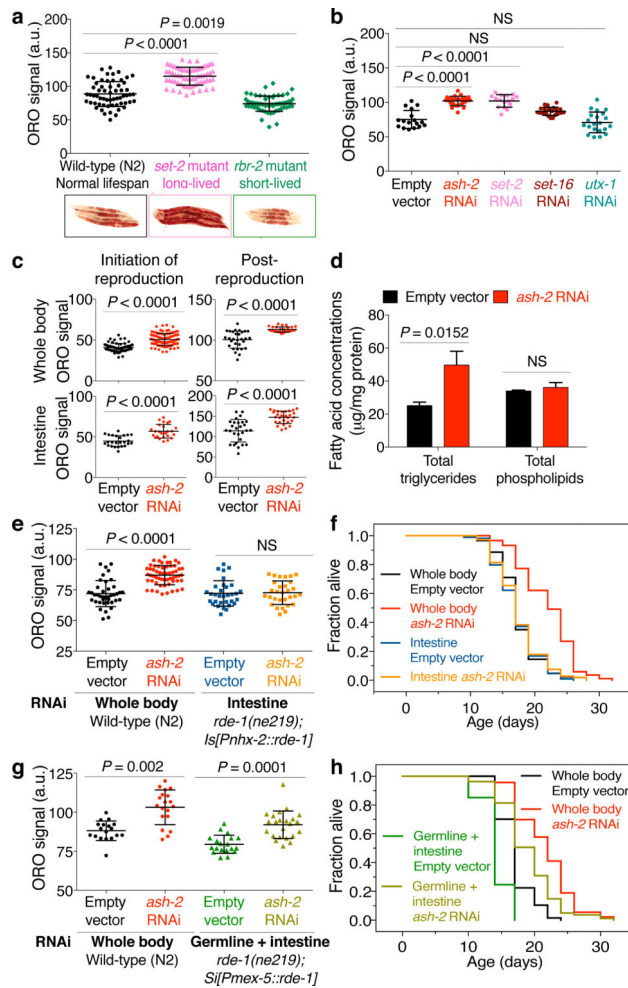 a
P = 0.0019
P < 0.0001
ORO signal (a.u.)
200
150
100
50
0
Wild-type (N2)
Normal lifespan
set-2 mutant
long-lived
rbr-2 mutant
short-lived
b
NS
NS
P < 0.0001
P < 0.0001
ORO signal (a.u.)
200
150
100
50
0
Empty
vector
ash-2
RNAi
set-2
RNAi
set-16
RNAi
utx-1
RNAi
c
Initiation of
reproduction
Post-
reproduction
Whole body
ORO signal
P < 0.0001
150
100
50
0
P < 0.0001
150
100
50
Intestine
ORO signal
P < 0.0001
100
50
0
P < 0.0001
200
150
100
50
0
Empty
vector
ash-2
RNAi
Empty
vector
ash-2
RNAi
d
Empty vector
ash-2 RNAi
P = 0.0152
NS
Fatty acid concentrations
(µg/mg protein)
80
60
40
20
0
Total
triglycerides
Total
phospholipids
e
P < 0.0001
NS
ORO signal (a.u.)
125
100
75
50
25
Empty
vector
ash-2
RNAi
Empty
vector
ash-2
RNAi
RNAi
Whole body
Wild-type (N2)
Intestine
rde-1(ne219);
Is[Pnhx-2::rde-1]
f
Fraction alive
1.0
0.8
0.6
0.4
0.2
0.0
Whole body
Empty vector
Whole body
ash-2 RNAi
Intestine
Empty vector
Intestine ash-2 RNAi
0
10
20
30
Age (days)
g
P = 0.002
P = 0.0001
ORO signal (a.u.)
125
100
75
50
Empty
vector
ash-2
RNAi
Empty
vector
ash-2
RNAi
RNAi
Whole body
Wild-type (N2)
Germline + intestine
rde-1(ne219);
Si[Pmex-5::rde-1]
h
Fraction alive
1.0
0.8
0.6
0.4
0.2
0.0
Whole body
Empty vector
Whole body
ash-2 RNAi
Germline +
intestine
Empty vector
Germline +
intestine
ash-2 RNAi
0
10
20
30
Age (days)